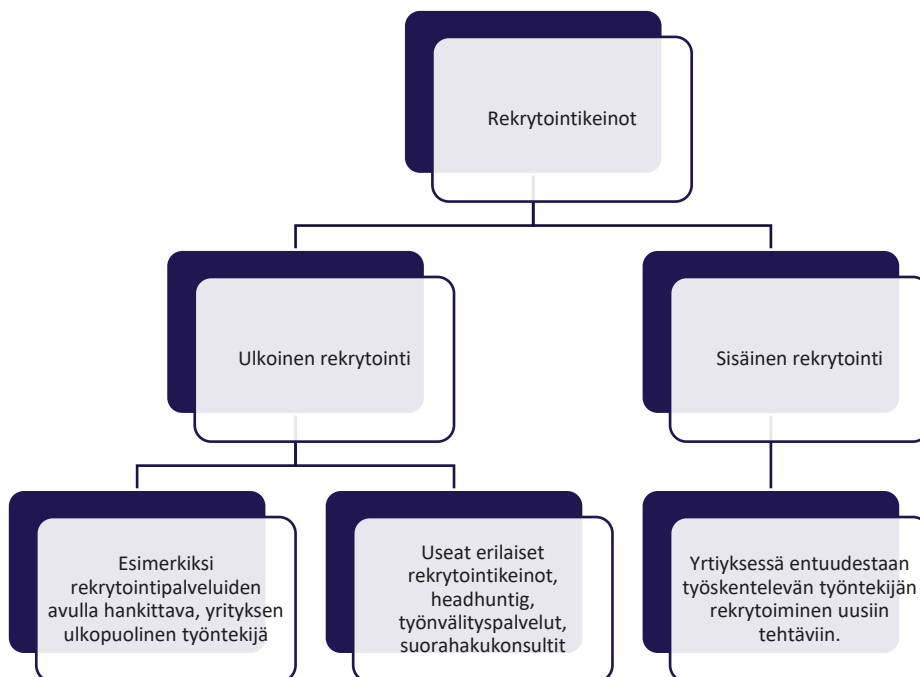 Rekrytointikeinot
Ulkoinen rekrytointi
Sisäinen rekrytointi
Esimerkiksi
rekrytointipalveluiden
avulla hankittava, yrityksen
ulkopuolinen työntekijä
Useat erilaiset
rekrytointikeinot,
headhuntig,
työnvälityspalvelut,
suorahakukonsultit
Yrtiyksessä entuudestaan
työskentelevän työntekijän
rekrytoiminen uusiin
tehtäviin.